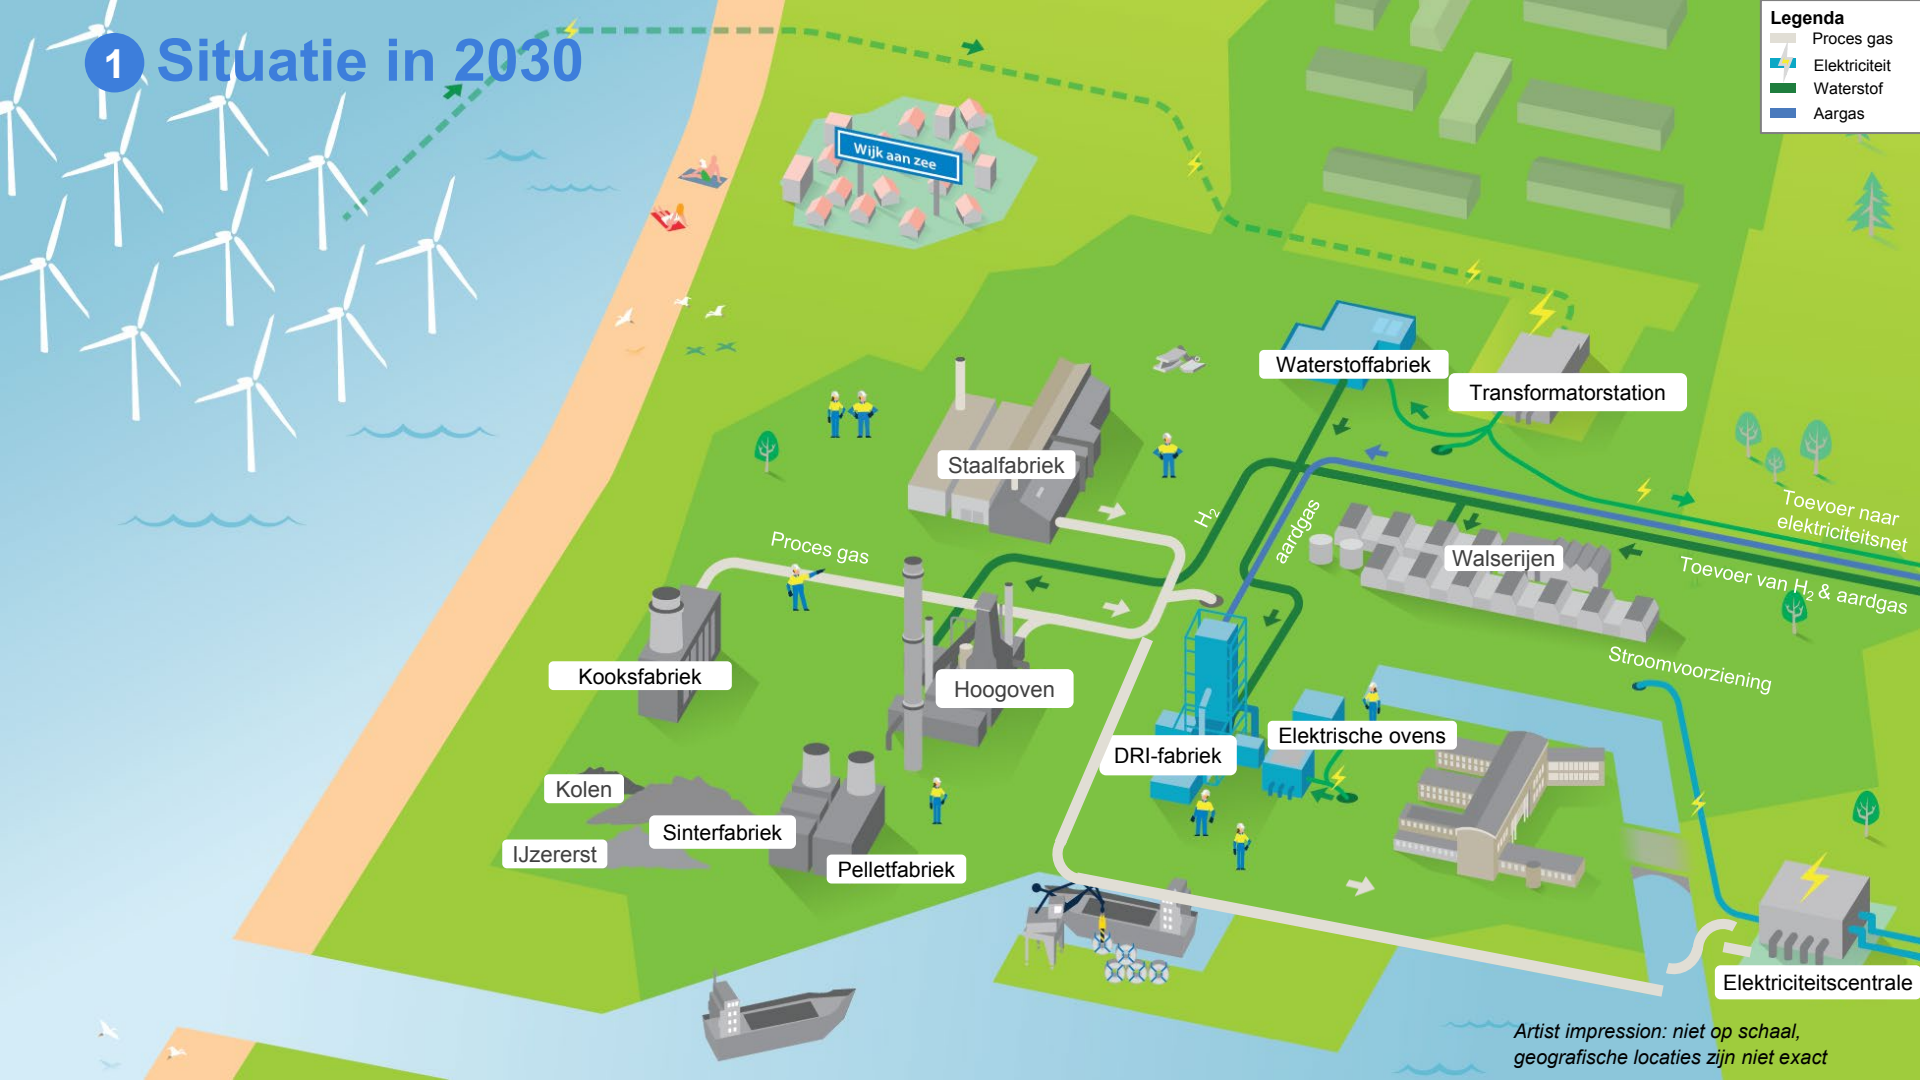 1 Situatie in 2030
Legenda
Proces gas
Elektriciteit
Waterstof
Aargas
Wijk aan zee
Waterstoffabriek
Transformatorstation
Staalfabriek
H2
aardgas
Toevoer naar
elektriciteitsnet
Proces gas
Walserijen
Toevoer van H2 & aardgas
Stroomvoorziening
Kooksfabriek
Hoogoven
Elektrische ovens
DRI-fabriek
Kolen
Sinterfabriek
IJzererst
Pelletfabriek
Elektriciteitscentrale
Artist impression: niet op schaal,
geografische locaties zijn niet exact